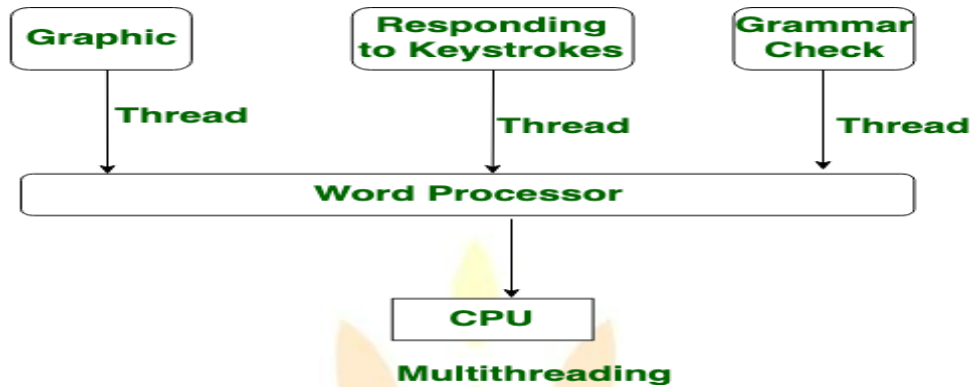 Graphic
Responding
to Keystrokes
Grammar
Check
Thread
Thread
Thread
Word Processor
CPU
Multithreading